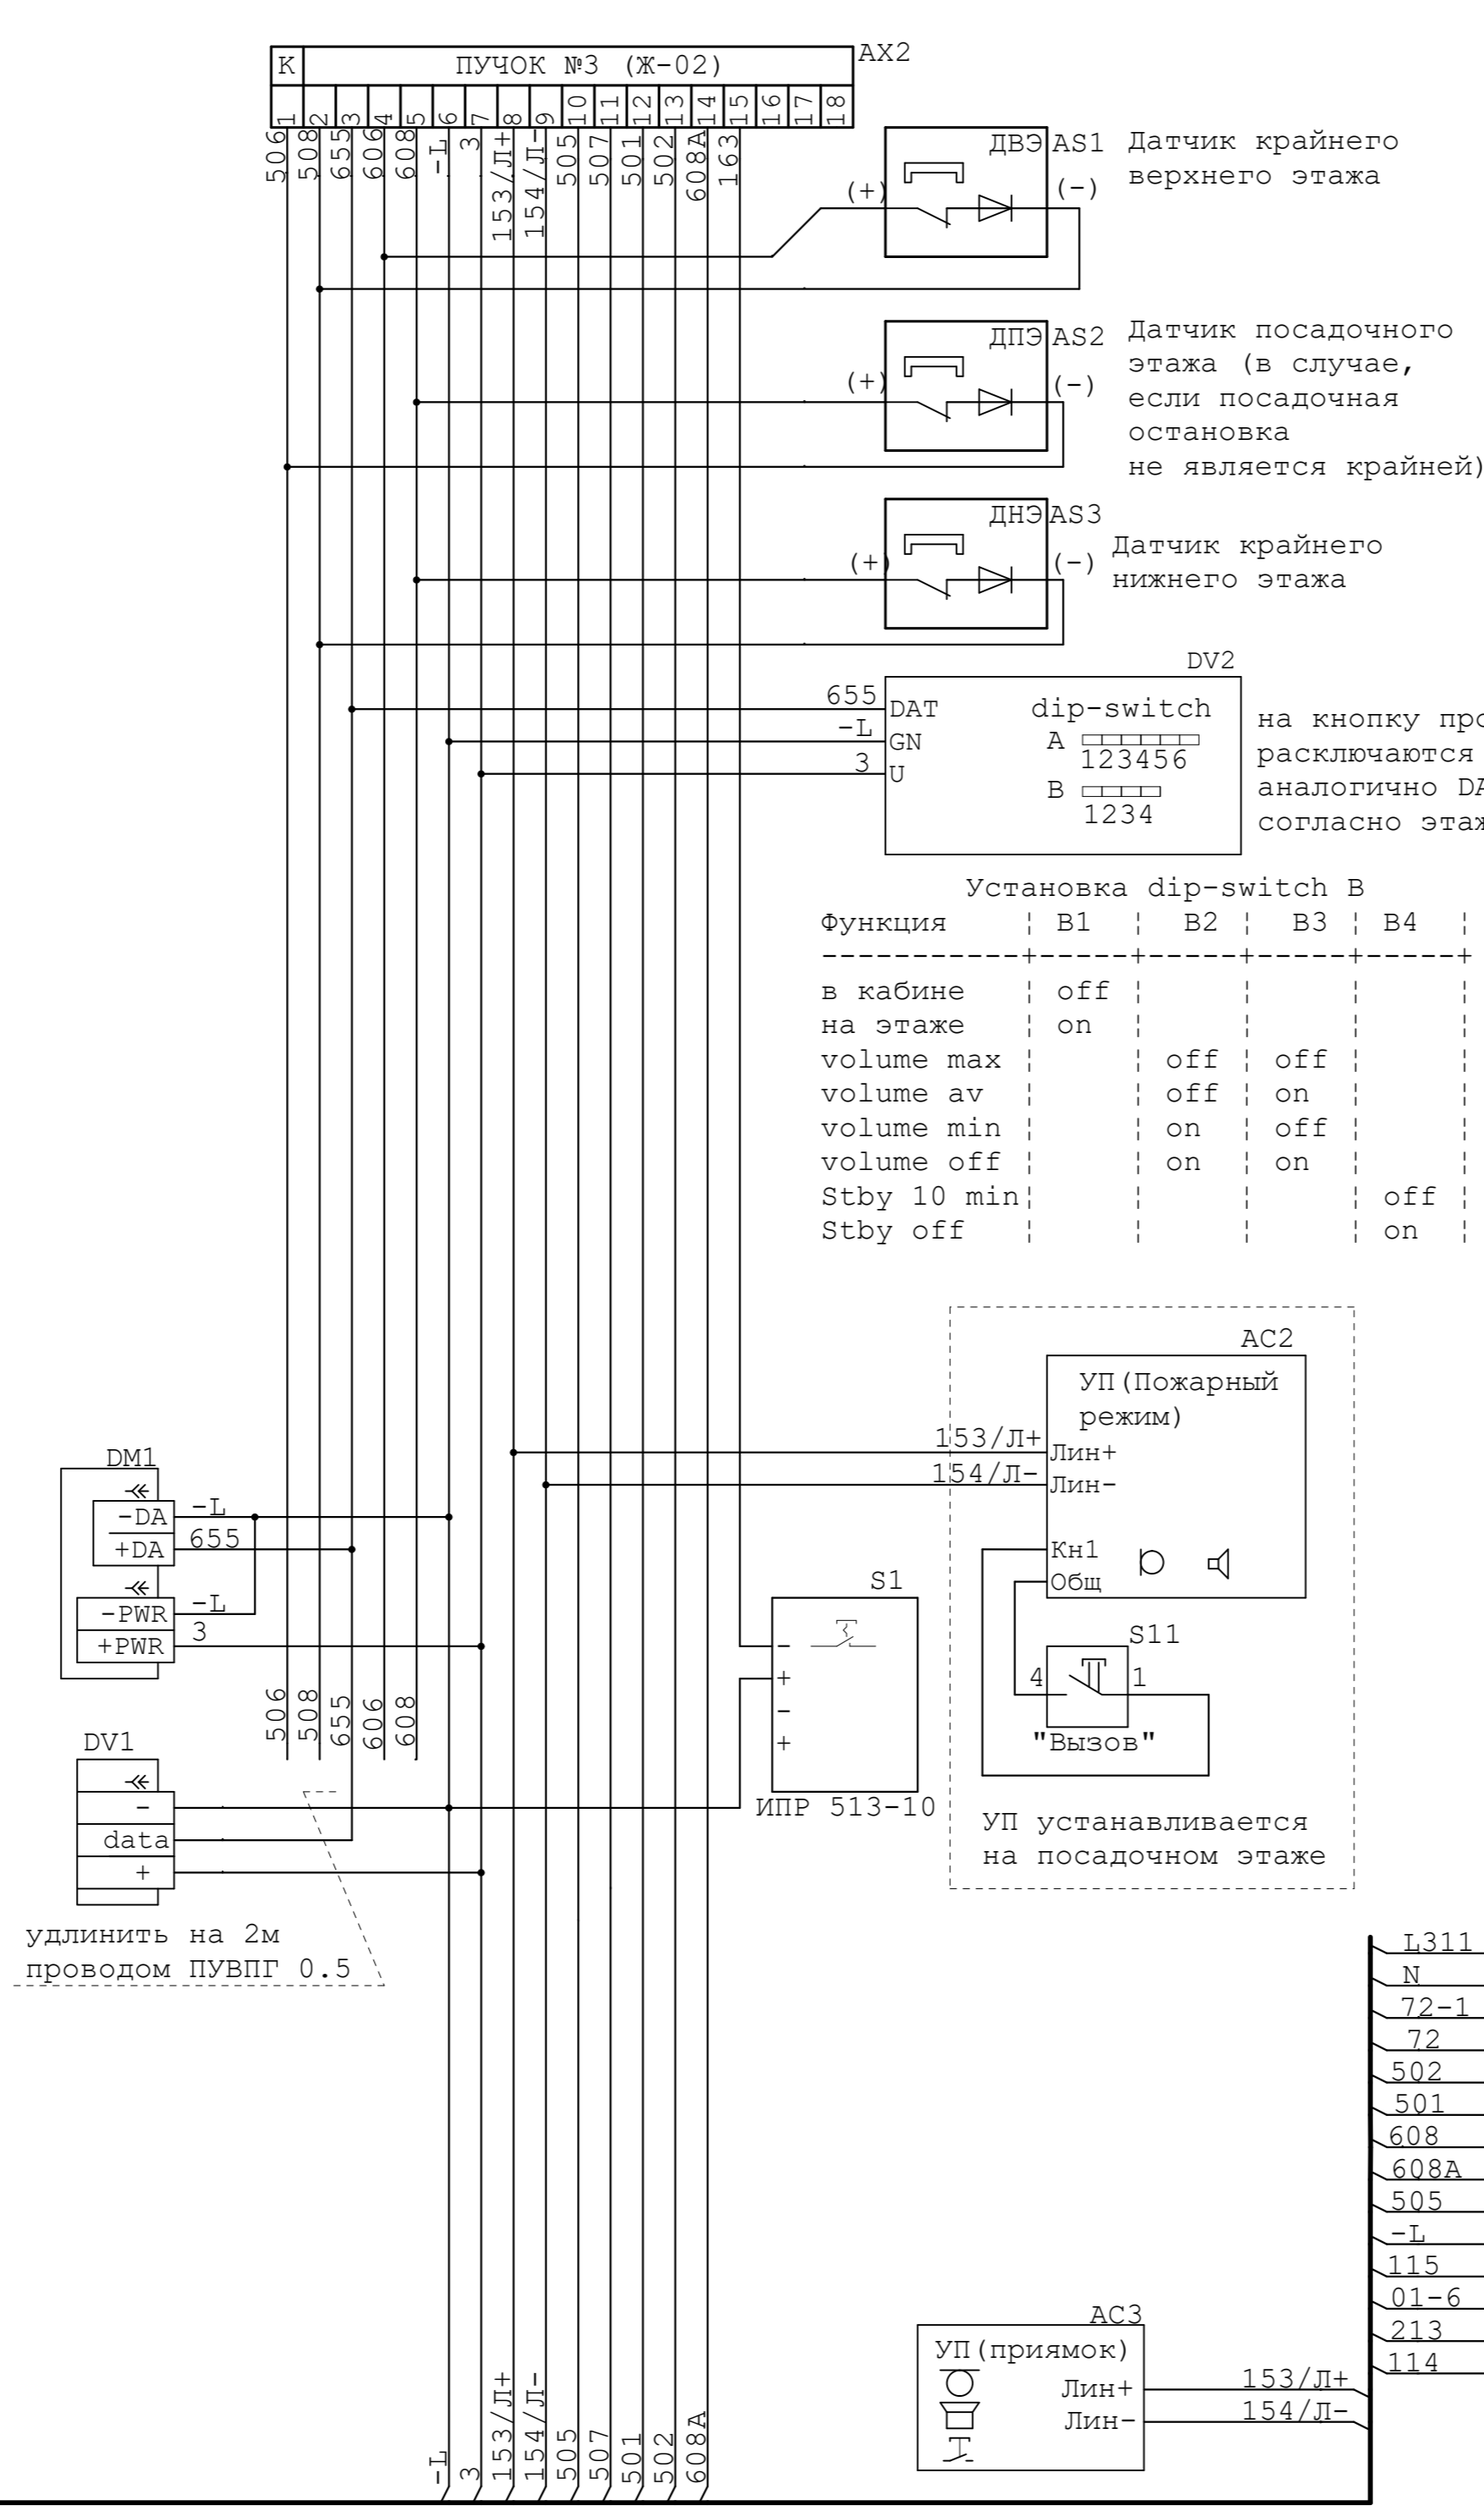 К ПУЧОК №3 (Ж-02) AX2
1 2 3 4 5 6 7 8 9 10 11 12 13 14 15 16 17 18
506 508 655 606 608 -L 3 153/Л+ 154/Л- 505 507 501 502 608А 163
ДВЭ AS1
(+) (-)
Датчик крайнего
верхнего этажа
ДПЭ AS2
(+) (-)
Датчик посадочного
этажа (в случае,
если посадочная
остановка
не является крайней)
ДНЭ AS3
(+) (-)
Датчик крайнего
нижнего этажа
DV2
655 DAT
-L GN
3 U
dip-switch
A
123456
B
1234
на кнопку про
расключаются
аналогично DA
согласно этаж
Установка dip-switch B
Функция ¦ B1 ¦ B2 ¦ B3 ¦ B4 ¦
-----------+-----+-----+-----+-----+
в кабине ¦ off ¦ ¦ ¦ ¦
на этаже ¦ on ¦ ¦ ¦ ¦
volume max ¦ ¦ off ¦ off ¦ ¦
volume av ¦ ¦ off ¦ on ¦ ¦
volume min ¦ ¦ on ¦ off ¦ ¦
volume off ¦ ¦ on ¦ on ¦ ¦
Stby 10 min¦ ¦ ¦ ¦ off ¦
Stby off ¦ ¦ ¦ ¦ on ¦
AC2
УП(Пожарный
режим)
153/Л+ Лин+
154/Л- Лин-
Кн1
Общ
S11
4 1
"Вызов"
УП устанавливается
на посадочном этаже
DM1
-DA -L
+DA 655
-PWR -L
+PWR 3
S1
-
+
-
+
ИПР 513-10
506 508 655 606 608
DV1
-
data
+
удлинить на 2м
проводом ПУВПГ 0.5
L311
N
72-1
72
502
501
608
608А
505
-L
115
01-6
213
114
AC3
УП(приямок)
Лин+ 153/Л+
Лин- 154/Л-
-L 3 153/Л+ 154/Л- 505 507 501 502 608А